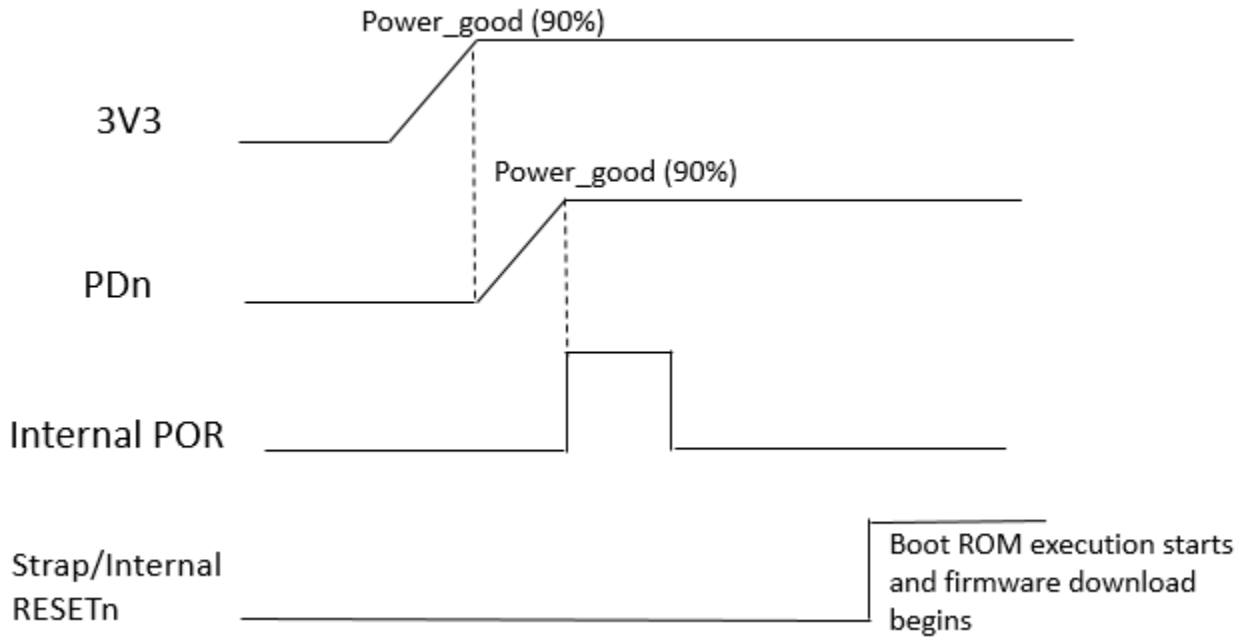 Power_good (90%)
3V3
Power_good (90%)
PDn
Internal POR
Strap/Internal
RESETn
Boot ROM execution starts
and firmware download
begins